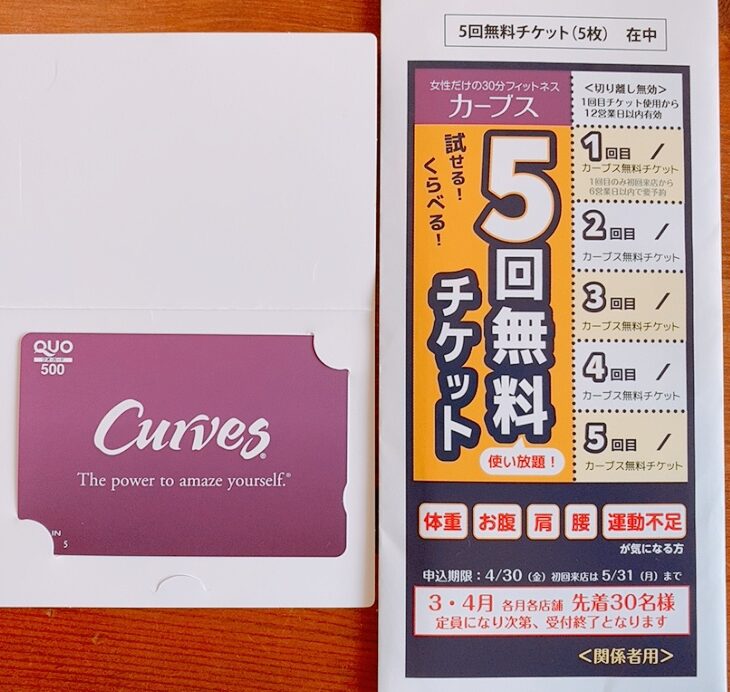 QUO
クオ・カード
500
Curves®
The power to amaze yourself.®
IN
5
5回無料チケット(5枚) 在中
女性だけの30分フィットネス
カーブス
試せる!
くらべる!
5回無料
チケット
使い放題!
<切り離し無効>
1回目チケット使用から
12営業日以内有効
1回目 /
カーブス無料チケット
1回目のみ初回来店から
6営業日以内で要予約
2回目 /
カーブス無料チケット
3回目 /
カーブス無料チケット
4回目 /
カーブス無料チケット
5回目 /
カーブス無料チケット
体重 お腹 肩 腰 運動不足
が気になる方
申込期限:4/30(金)初回来店は5/31(月)まで
3・4月 各月各店舗 先着30名様
定員になり次第、受付終了となります
<関係者用>